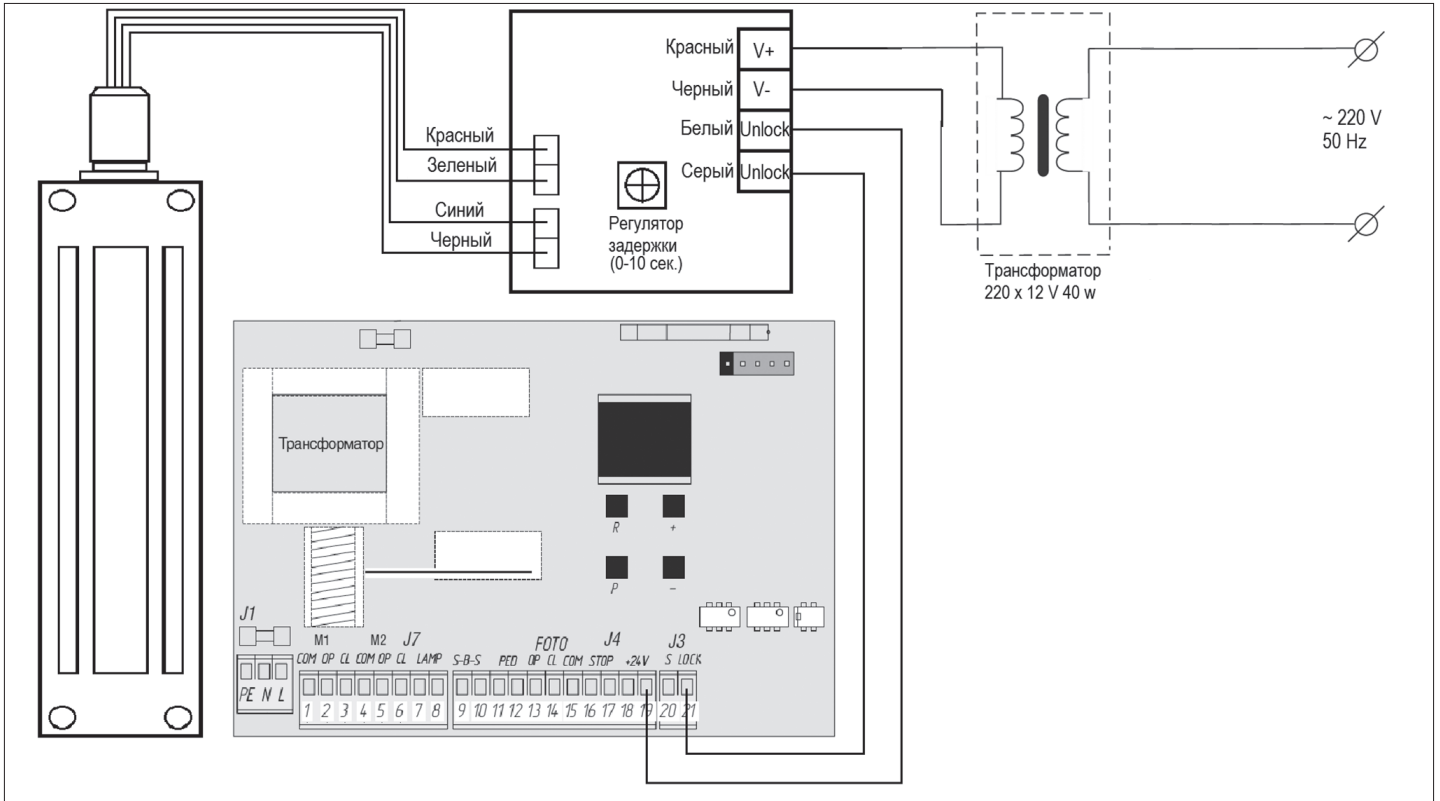 Красный V+
Черный V-
Белый Unlock
Серый Unlock
Красный
Зеленый
Синий
Черный
Регулятор
задержки
(0-10 сек.)
~ 220 V
50 Hz
Трансформатор
220 x 12 V 40 w
Трансформатор
R +
P −
J1
M1 M2 J7 FOTO J4 J3
COM OP CL COM OP CL LAMP S-B-S PED OP CL COM STOP +24V S LOCK
PE N L
1 2 3 4 5 6 7 8 9 10 11 12 13 14 15 16 17 18 19 20 21